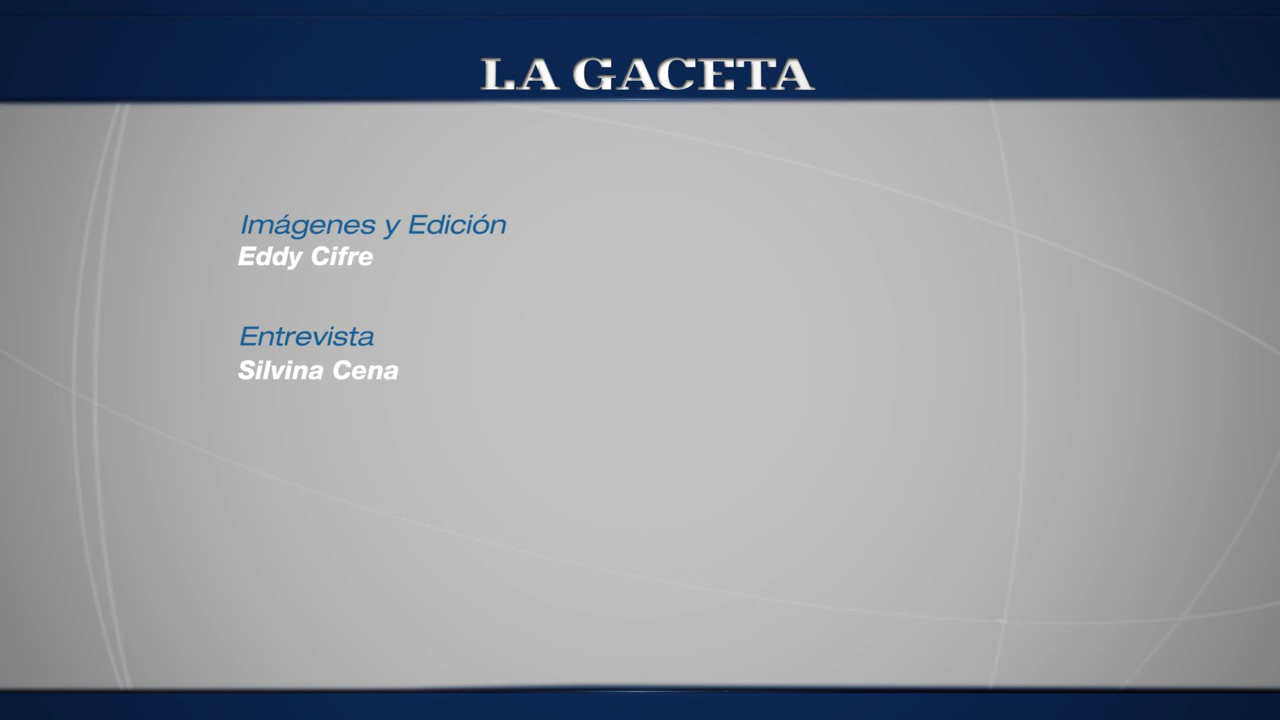 LA GACETA
Imágenes y Edición
Eddy Cifre
Entrevista
Silvina Cena